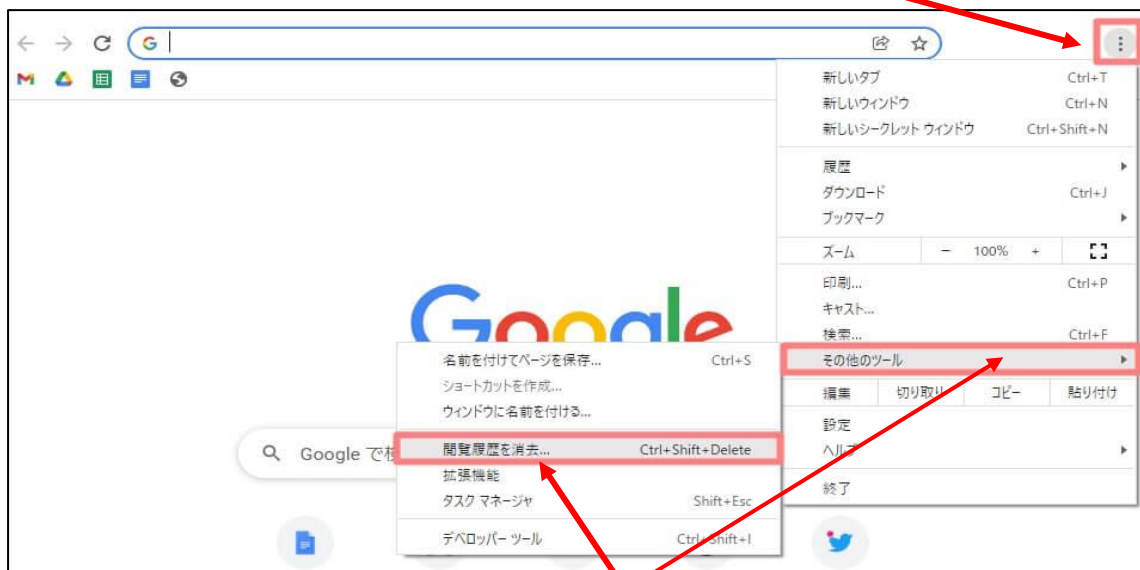 新しいタブ Ctrl+T
新しいウィンドウ Ctrl+N
新しいシークレット ウィンドウ Ctrl+Shift+N
履歴
ダウンロード Ctrl+J
ブックマーク
ズーム － 100% +
印刷... Ctrl+P
キャスト...
検索... Ctrl+F
その他のツール
編集 切り取り コピー 貼り付け
設定
ヘルプ
終了
Google
名前を付けてページを保存... Ctrl+S
ショートカットを作成...
ウィンドウに名前を付ける...
閲覧履歴を消去... Ctrl+Shift+Delete
拡張機能
タスク マネージャ Shift+Esc
デベロッパー ツール Ctrl+Shift+I
Google で